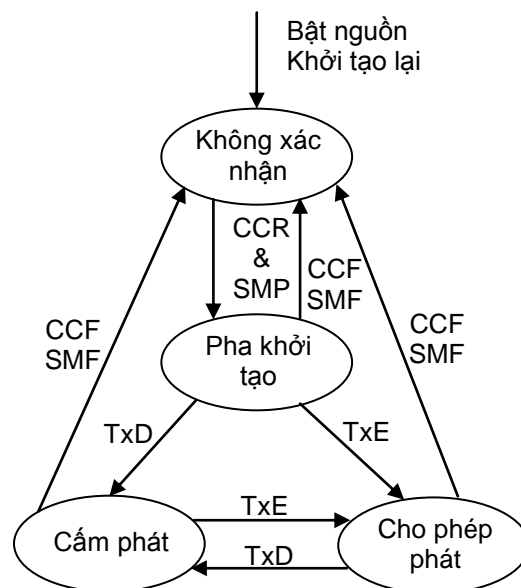 Bật nguồn
Khởi tạo lại
Không xác
nhận
CCR
&
SMP
CCF
SMF
CCF
SMF
CCF
SMF
Pha khởi
tạo
TxD
TxE
Cấm phát
TxE
TxD
Cho phép
phát